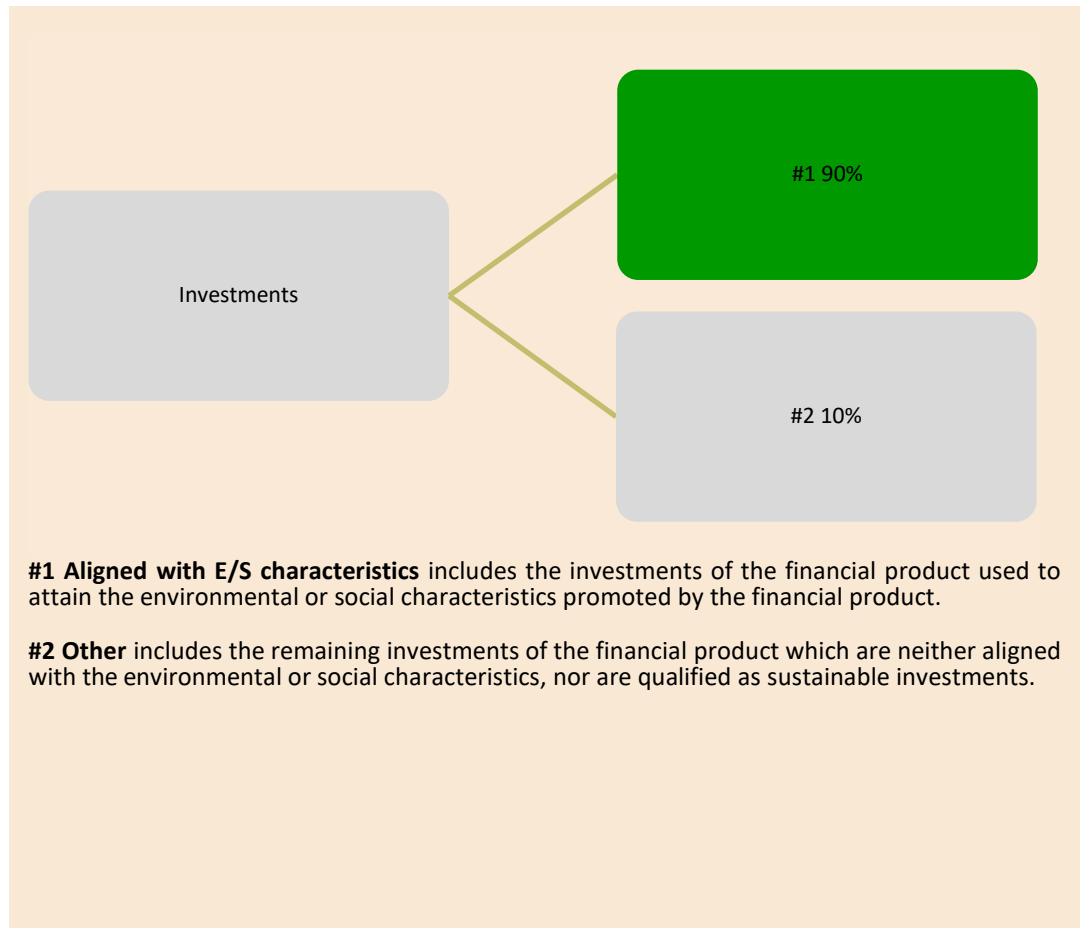 #1 90%
Investments
#2 10%
#1 Aligned with E/S characteristics includes the investments of the financial product used to
attain the environmental or social characteristics promoted by the financial product.
#2 Other includes the remaining investments of the financial product which are neither aligned
with the environmental or social characteristics, nor are qualified as sustainable investments.